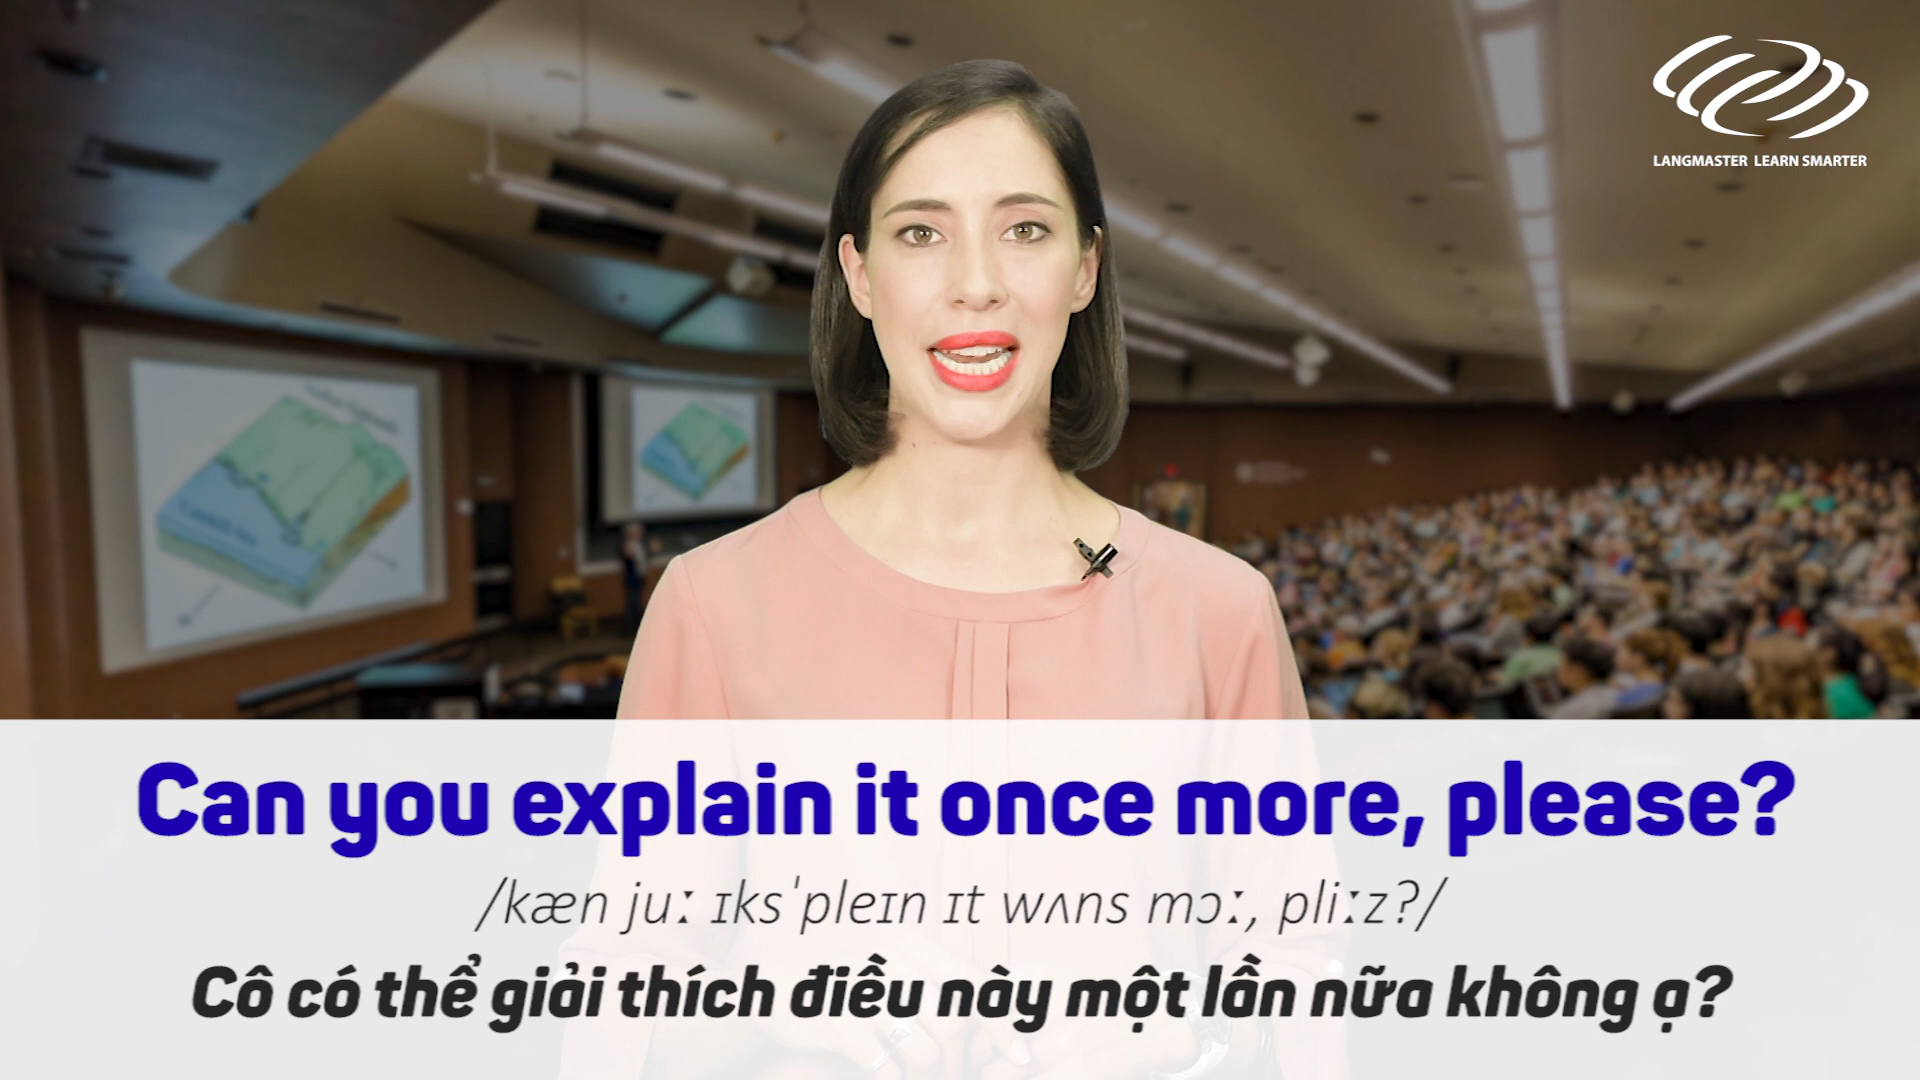 LANGMASTER LEARN SMARTER
Can you explain it once more, please?
/kæn juː ɪksˈpleɪn ɪt wʌns mɔː, pliːz?/
Cô có thể giải thích điều này một lần nữa không ạ?